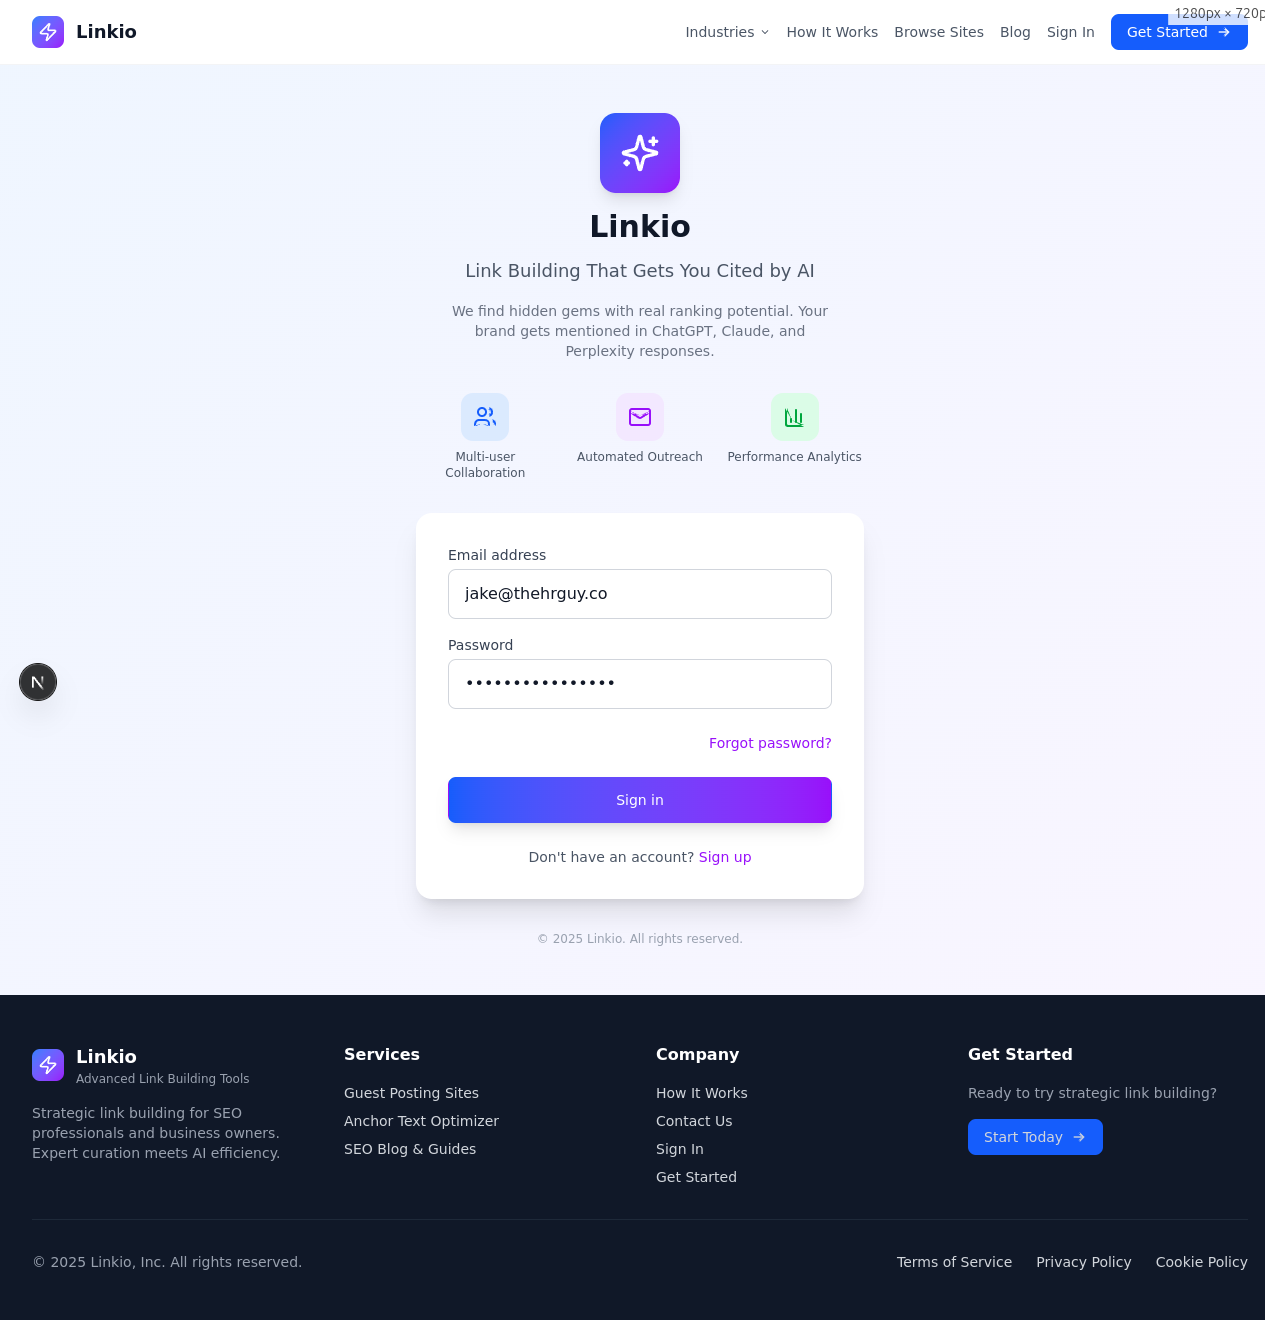 Linkio
Industries
How It Works
Browse Sites
Blog
Sign In
Get Started
1280px × 720p
Linkio
Link Building That Gets You Cited by AI
We find hidden gems with real ranking potential. Your
brand gets mentioned in ChatGPT, Claude, and
Perplexity responses.
Multi-user
Collaboration
Automated Outreach
Performance Analytics
Email address
jake@thehrguy.co
Password
••••••••••••••••
Forgot password?
Sign in
Don't have an account? Sign up
© 2025 Linkio. All rights reserved.
N
Linkio
Advanced Link Building Tools
Strategic link building for SEO
professionals and business owners.
Expert curation meets AI efficiency.
Services
Guest Posting Sites
Anchor Text Optimizer
SEO Blog & Guides
Company
How It Works
Contact Us
Sign In
Get Started
Get Started
Ready to try strategic link building?
Start Today
© 2025 Linkio, Inc. All rights reserved.
Terms of Service
Privacy Policy
Cookie Policy